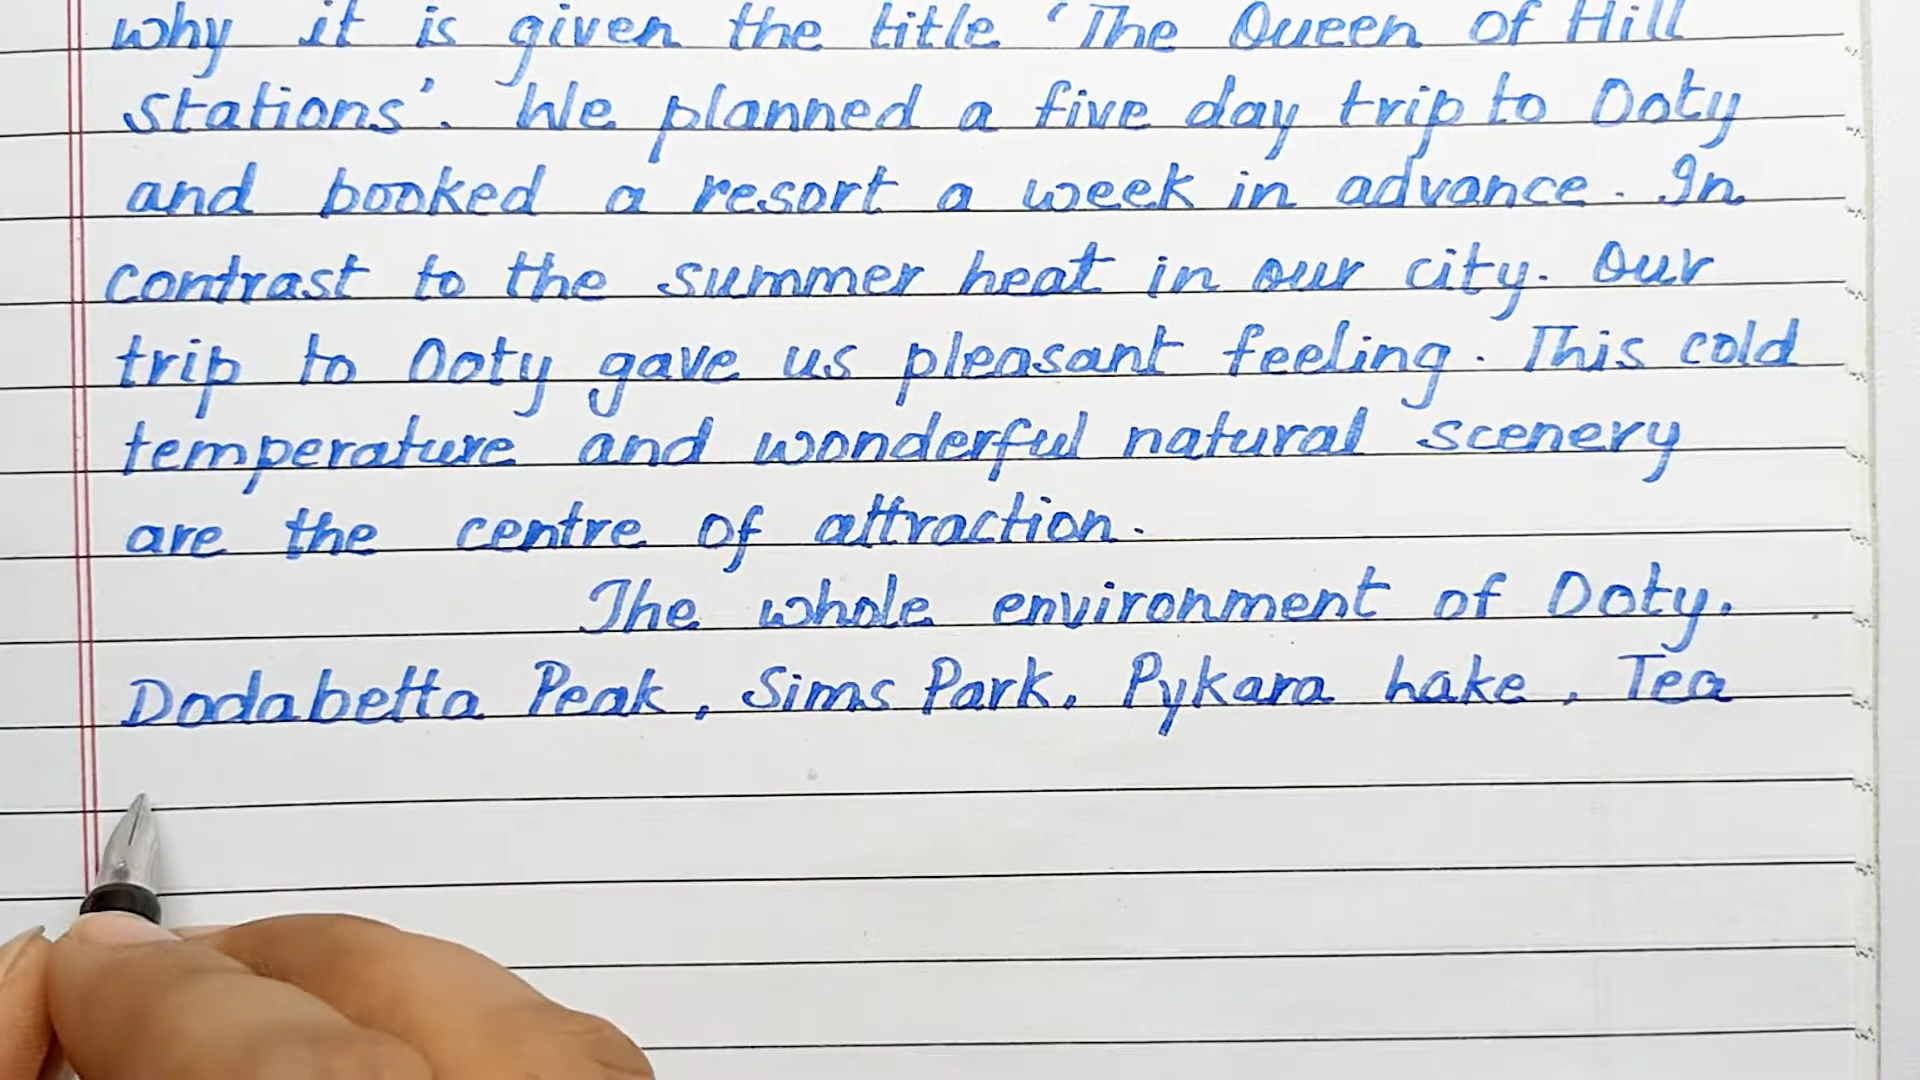 why it is given the title 'The Queen of Hill
stations'. We planned a five day trip to Ooty
and booked a resort a week in advance. In
contrast to the summer heat in our city. Our
trip to Ooty gave us pleasant feeling. This cold
temperature and wonderful natural scenery
are the centre of attraction.
The whole environment of Ooty,
Dodabetta Peak, Sims Park, Pykara Lake, Tea